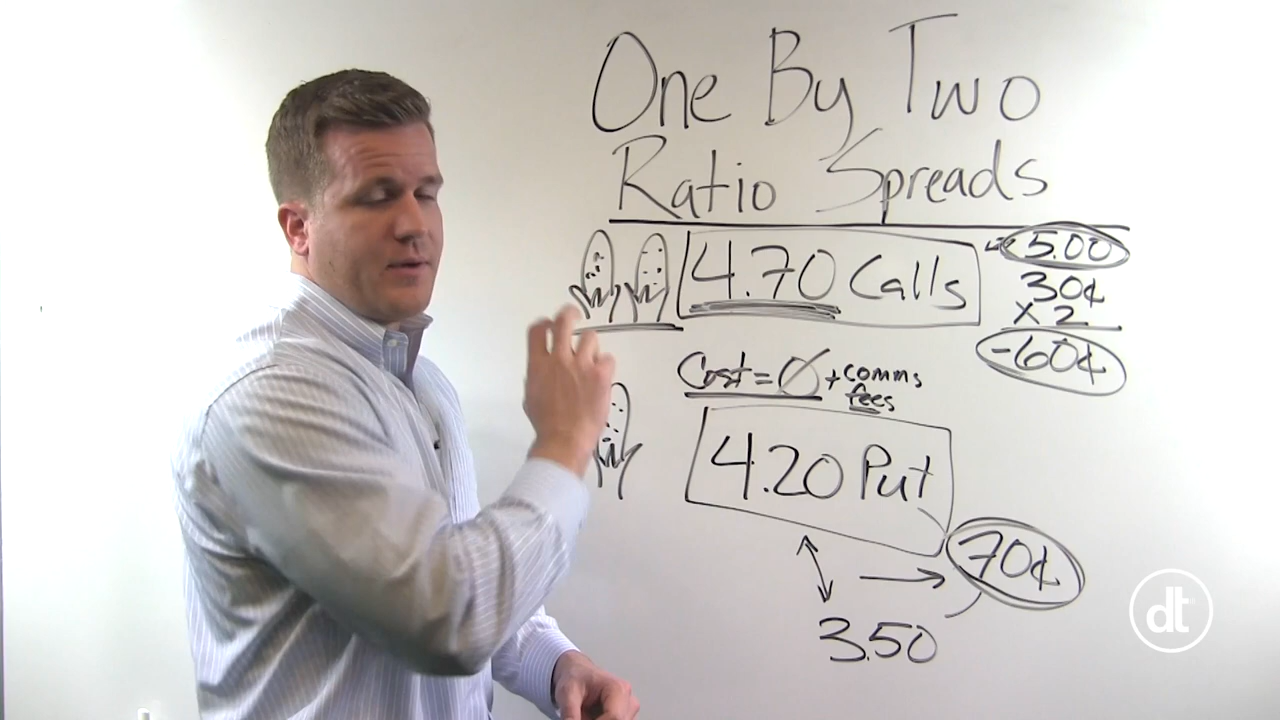 One By Two
Ratio Spreads
4.70 Calls
5.00
30¢
x 2
-60¢
Cost = Ø + comms
fees
4.20 Put
70¢
3.50
dt